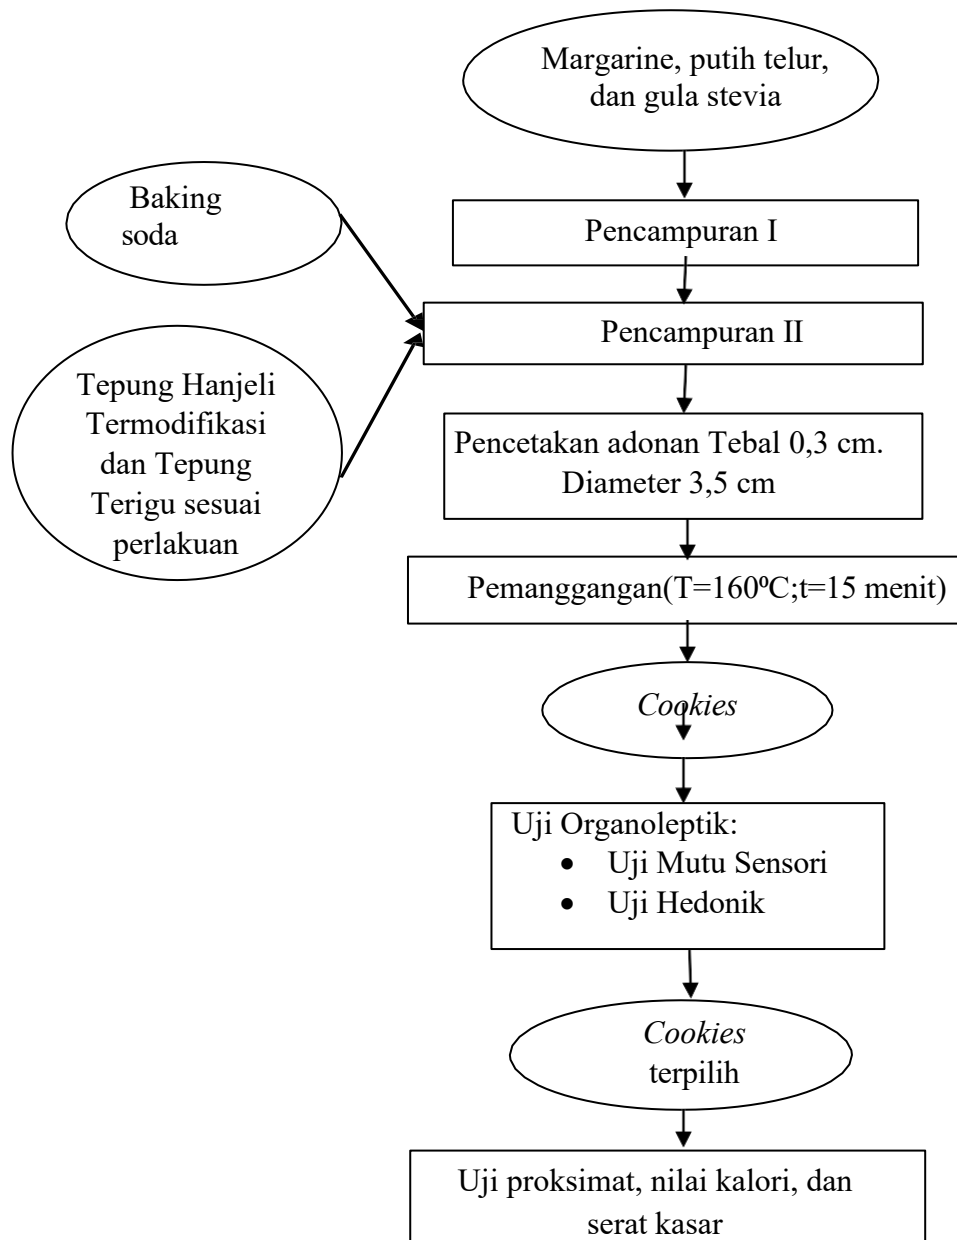 Margarine, putih telur,
dan gula stevia
Baking
soda
Pencampuran I
Pencampuran II
Tepung Hanjeli
Termodifikasi
dan Tepung
Terigu sesuai
perlakuan
Pencetakan adonan Tebal 0,3 cm.
Diameter 3,5 cm
Pemanggangan(T=160⁰C;t=15 menit)
Cookies
Uji Organoleptik:
• Uji Mutu Sensori
• Uji Hedonik
Cookies
terpilih
Uji proksimat, nilai kalori, dan
serat kasar